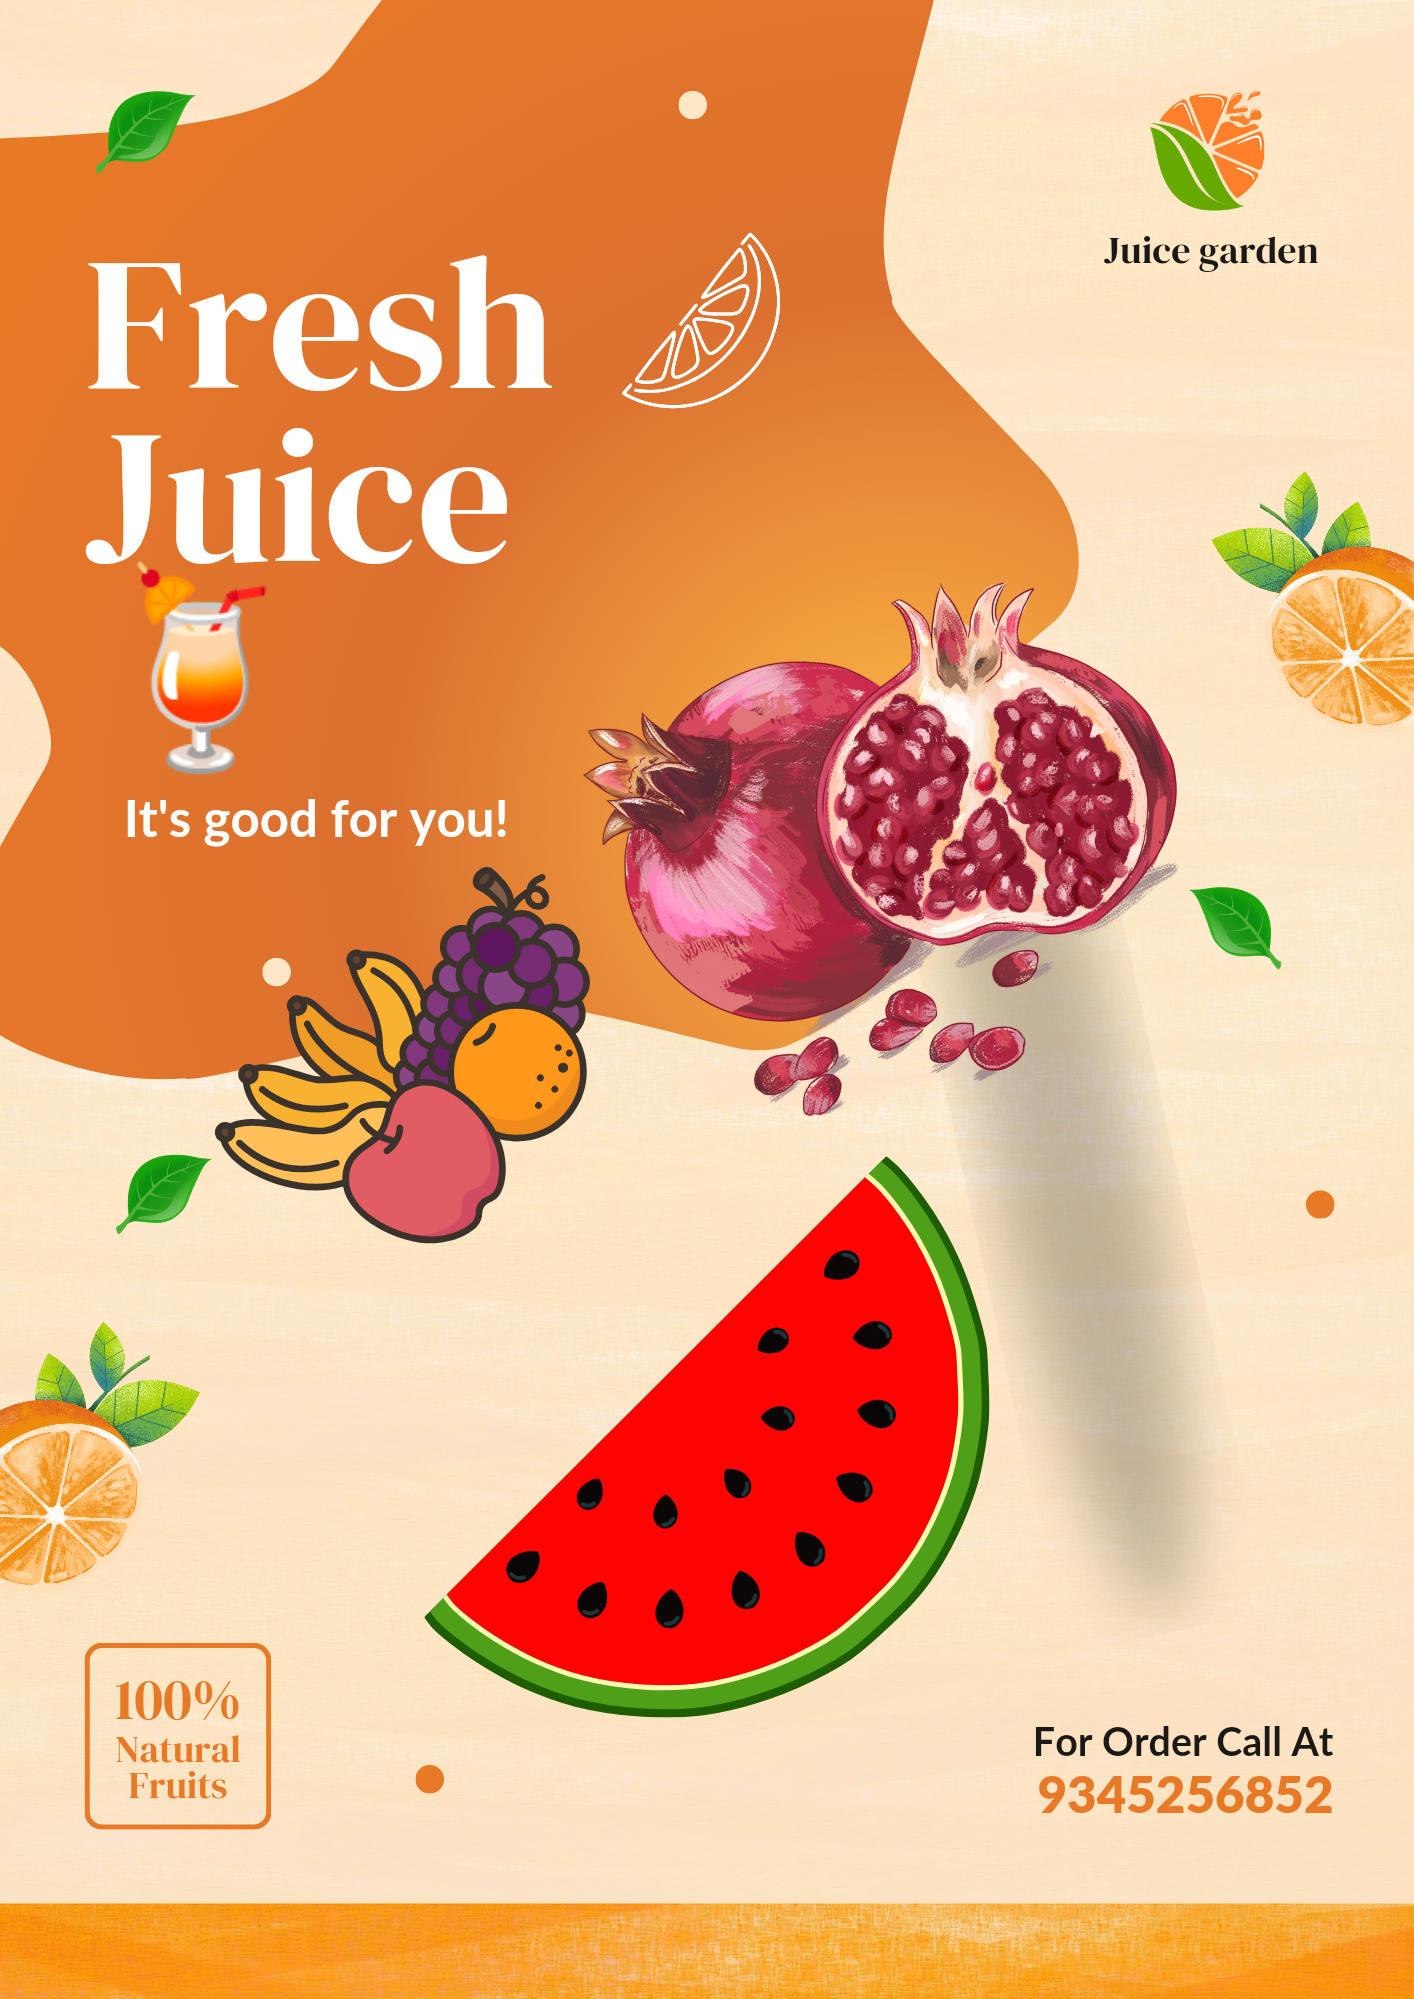 Juice garden
Fresh
Juice
It's good for you!
100%
Natural
Fruits
For Order Call At
9345256852